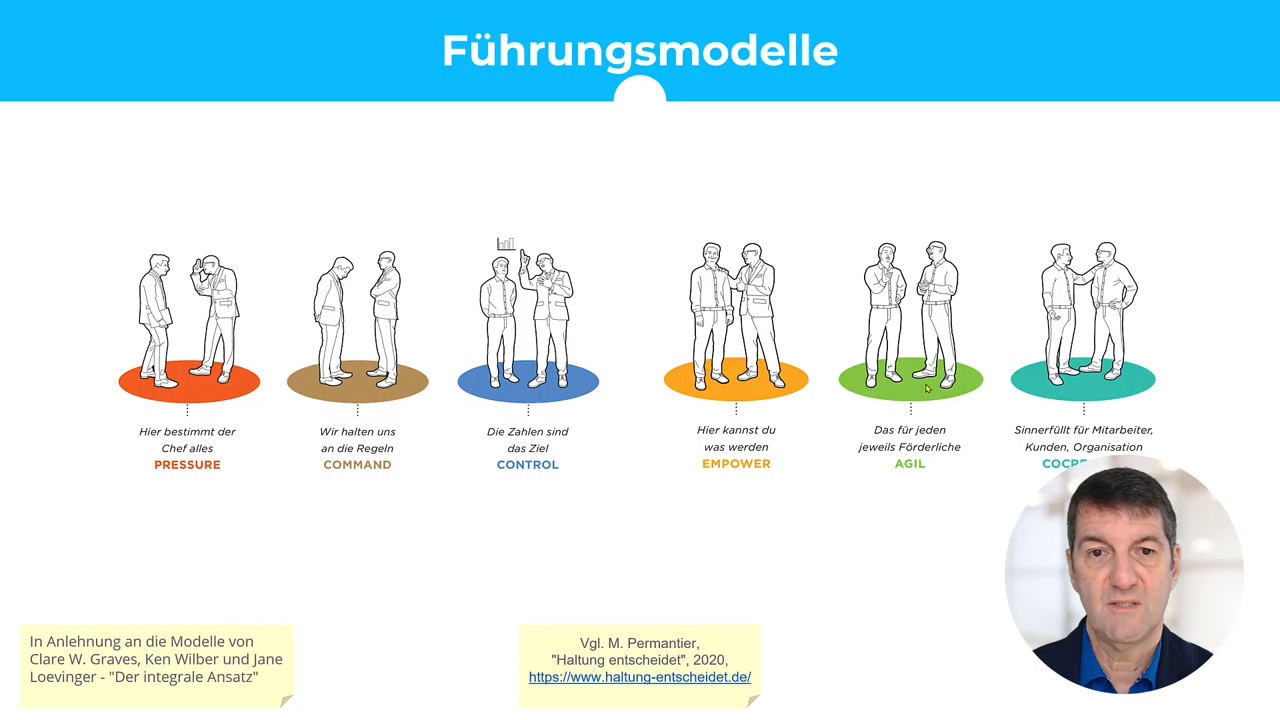 Führungsmodelle
Hier bestimmt der
Chef alles
PRESSURE
Wir halten uns
an die Regeln
COMMAND
Die Zahlen sind
das Ziel
CONTROL
Hier kannst du
was werden
EMPOWER
Das für jeden
jeweils Förderliche
AGIL
Sinnerfüllt für Mitarbeiter,
Kunden, Organisation
In Anlehnung an die Modelle von
Clare W. Graves, Ken Wilber und Jane
Loevinger - "Der integrale Ansatz"
Vgl. M. Permantier,
"Haltung entscheidet", 2020,
https://www.haltung-entscheidet.de/